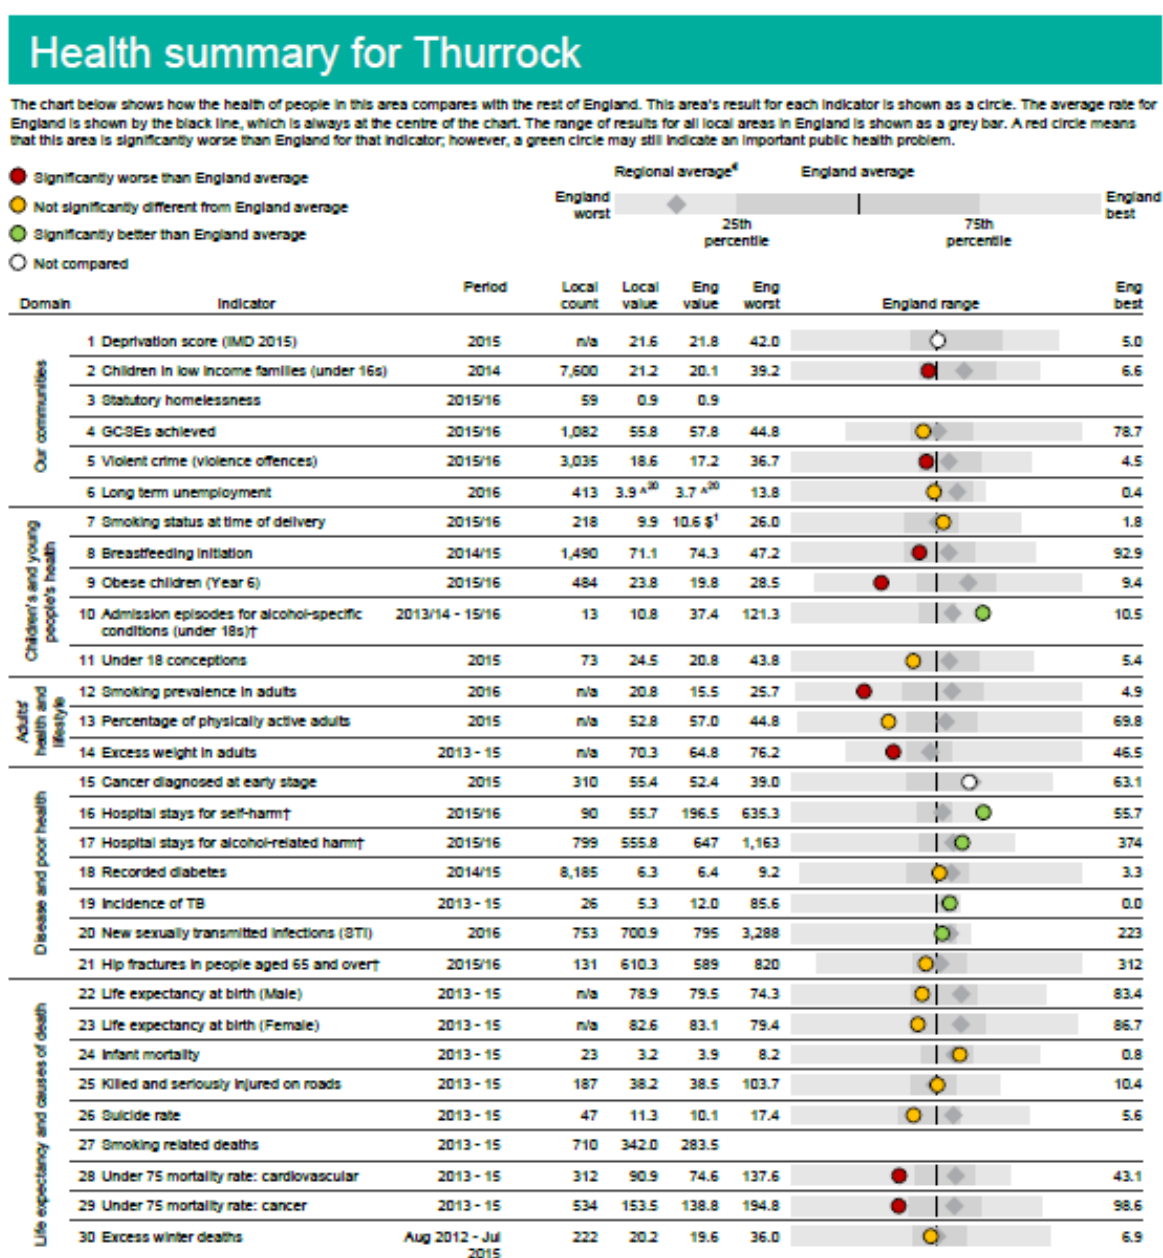 Health summary for Thurrock
The chart below shows how the health of people in this area compares with the rest of England. This area's result for each indicator is shown as a circle. The average rate for
England is shown by the black line, which is always at the centre of the chart. The range of results for all local areas in England is shown as a grey bar. A red circle means
that this area is significantly worse than England for that indicator; however, a green circle may still indicate an important public health problem.
Significantly worse than England average
Not significantly different from England average
Significantly better than England average
Not compared
Regional average€ England average
England worst England best
25th percentile 75th percentile
Domain Indicator Period Local count Local value Eng value Eng worst England range Eng best
Our communities
1 Deprivation score (IMD 2015) 2015 n/a 21.6 21.8 42.0 5.0
2 Children in low income families (under 16s) 2014 7,600 21.2 20.1 39.2 6.6
3 Statutory homelessness 2015/16 59 0.9 0.9
4 GCSEs achieved 2015/16 1,082 55.8 57.8 44.8 78.7
5 Violent crime (violence offences) 2015/16 3,035 18.6 17.2 36.7 4.5
6 Long term unemployment 2016 413 3.9 ^20 3.7 ^20 13.8 0.4
Children's and young people's health
7 Smoking status at time of delivery 2015/16 218 9.9 10.6 $1 26.0 1.8
8 Breastfeeding initiation 2014/15 1,490 71.1 74.3 47.2 92.9
9 Obese children (Year 6) 2015/16 484 23.8 19.8 28.5 9.4
10 Admission episodes for alcohol-specific 2013/14 - 15/16 13 10.8 37.4 121.3 10.5
conditions (under 18s)†
11 Under 18 conceptions 2015 73 24.5 20.8 43.8 5.4
Adults' health and lifestyle
12 Smoking prevalence in adults 2016 n/a 20.8 15.5 25.7 4.9
13 Percentage of physically active adults 2015 n/a 52.8 57.0 44.8 69.8
14 Excess weight in adults 2013 - 15 n/a 70.3 64.8 76.2 46.5
Disease and poor health
15 Cancer diagnosed at early stage 2015 310 55.4 52.4 39.0 63.1
16 Hospital stays for self-harm† 2015/16 90 55.7 196.5 635.3 55.7
17 Hospital stays for alcohol-related harm† 2015/16 799 555.8 647 1,163 374
18 Recorded diabetes 2014/15 8,185 6.3 6.4 9.2 3.3
19 Incidence of TB 2013 - 15 26 5.3 12.0 85.6 0.0
20 New sexually transmitted infections (STI) 2016 753 700.9 795 3,288 223
21 Hip fractures in people aged 65 and over† 2015/16 131 610.3 589 820 312
Life expectancy and causes of death
22 Life expectancy at birth (Male) 2013 - 15 n/a 78.9 79.5 74.3 83.4
23 Life expectancy at birth (Female) 2013 - 15 n/a 82.6 83.1 79.4 86.7
24 Infant mortality 2013 - 15 23 3.2 3.9 8.2 0.8
25 Killed and seriously injured on roads 2013 - 15 187 38.2 38.5 103.7 10.4
26 Suicide rate 2013 - 15 47 11.3 10.1 17.4 5.6
27 Smoking related deaths 2013 - 15 710 342.0 283.5
28 Under 75 mortality rate: cardiovascular 2013 - 15 312 90.9 74.6 137.6 43.1
29 Under 75 mortality rate: cancer 2013 - 15 534 153.5 138.8 194.8 98.6
30 Excess winter deaths Aug 2012 - Jul 2015 222 20.2 19.6 36.0 6.9